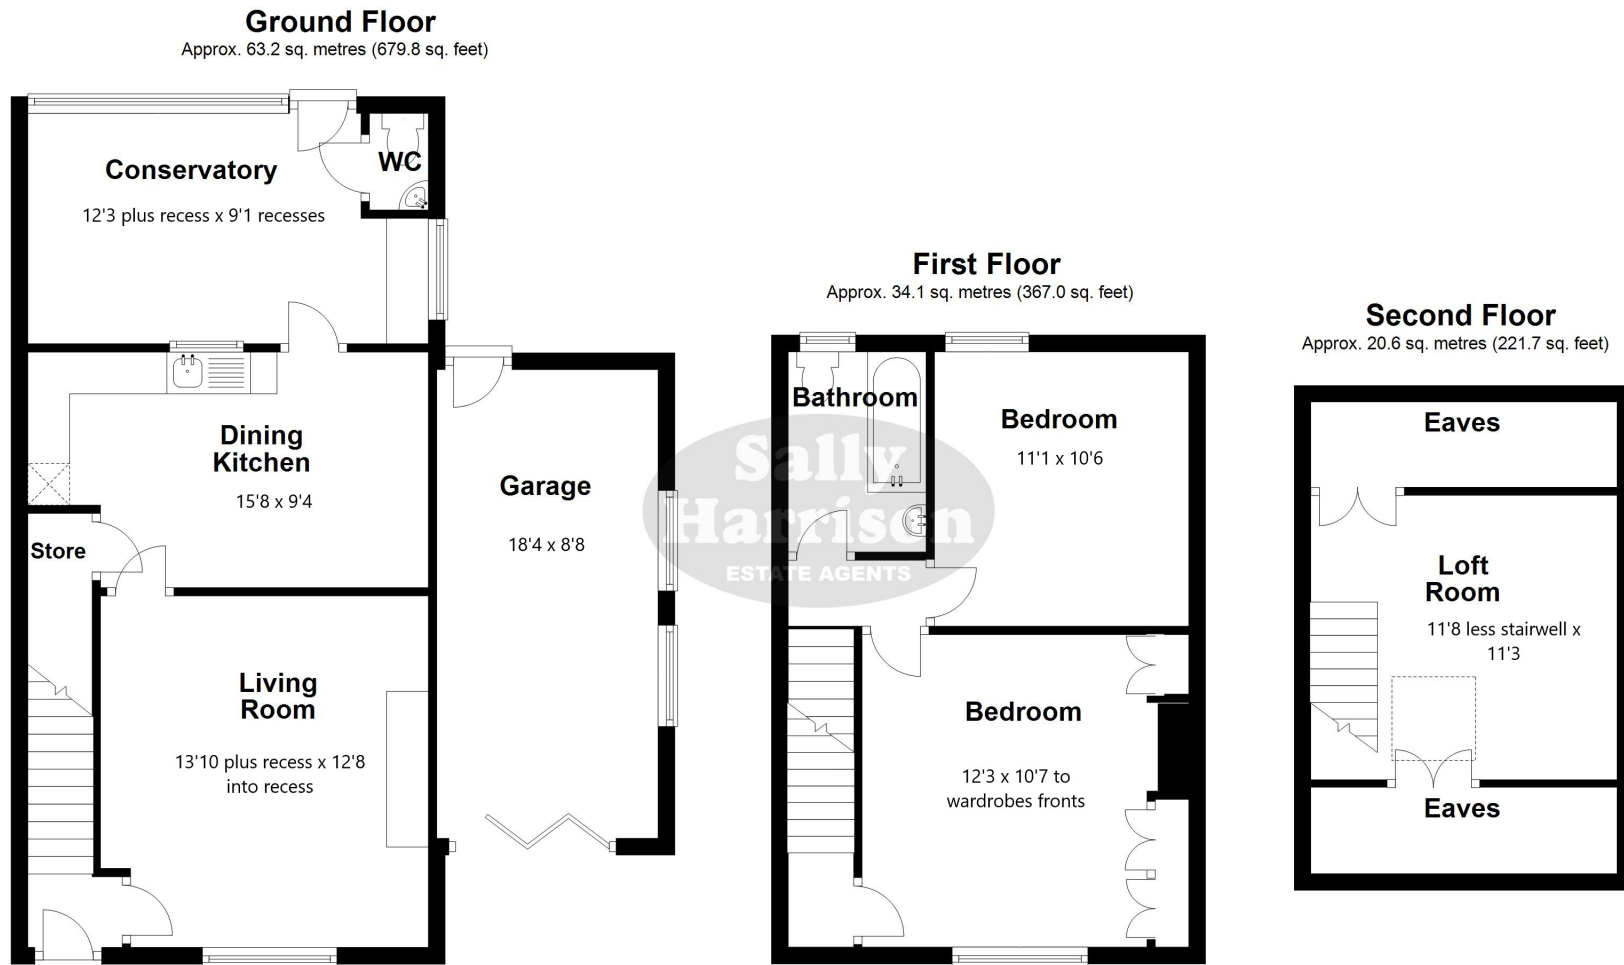 Ground Floor
Approx. 63.2 sq. metres (679.8 sq. feet)
Conservatory
12'3 plus recess x 9'1 recesses
WC
Dining
Kitchen
15'8 x 9'4
Store
Living
Room
13'10 plus recess x 12'8
into recess
Garage
18'4 x 8'8
Sally
Harrison
ESTATE AGENTS
First Floor
Approx. 34.1 sq. metres (367.0 sq. feet)
Bathroom
Bedroom
11'1 x 10'6
Bedroom
12'3 x 10'7 to
wardrobes fronts
Second Floor
Approx. 20.6 sq. metres (221.7 sq. feet)
Eaves
Loft
Room
11'8 less stairwell x
11'3
Eaves